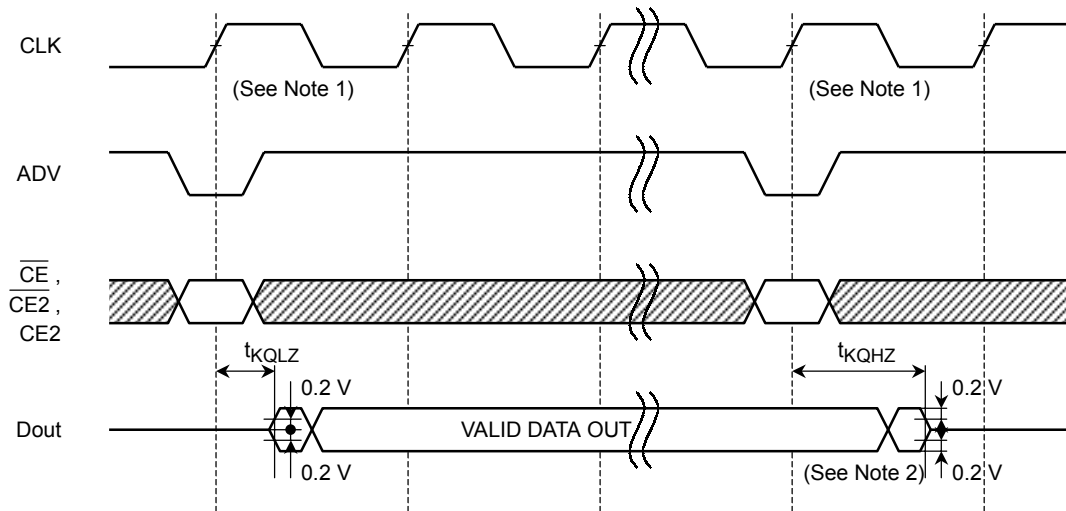 CLK
(See Note 1)
(See Note 1)
ADV
CE ,
CE2 ,
CE2
tKQLZ
tKQHZ
0.2 V
0.2 V
Dout
VALID DATA OUT
0.2 V
(See Note 2)
0.2 V